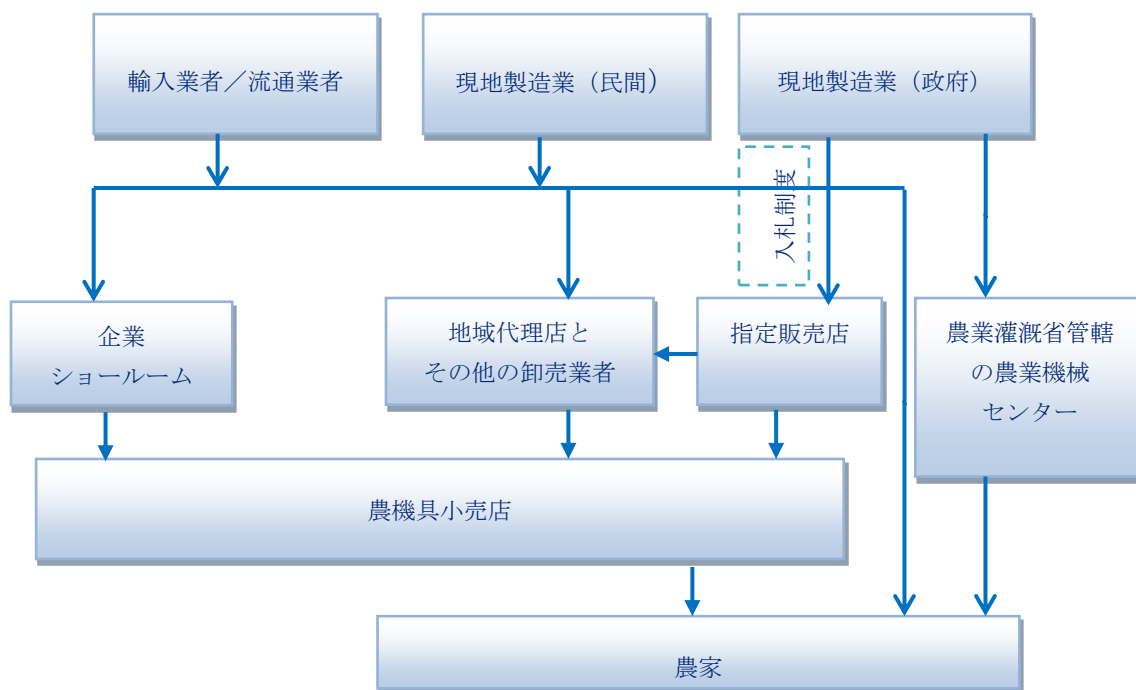 輸入業者／流通業者
現地製造業（民間）
現地製造業（政府）
入札制度
企業
ショールーム
地域代理店と
その他の卸売業者
指定販売店
農業灌漑省管轄
の農業機械
センター
農機具小売店
農家